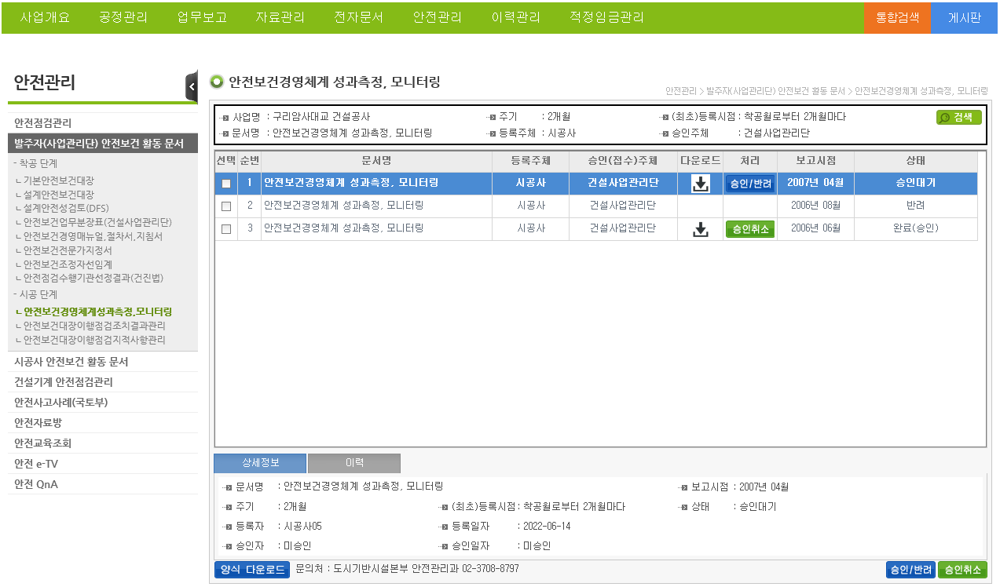 사업개요 공정관리 업무보고 자료관리 전자문서 안전관리 이력관리 적정임금관리 통합검색 게시판
안전관리
안전점검관리
발주자(사업관리단) 안전보건 활동 문서
- 착공 단계
ㄴ기본안전보건대장
ㄴ설계안전보건대장
ㄴ설계안전성검토(DFS)
ㄴ안전보건업무분장표(건설사업관리단)
ㄴ안전보건경영매뉴얼,절차서,지침서
ㄴ안전보건전문가지정서
ㄴ안전보건조정자선임계
ㄴ안전점검수행기관선정결과(건진법)
- 시공 단계
ㄴ안전보건경영체계성과측정,모니터링
ㄴ안전보건대장이행점검조치결과관리
ㄴ안전보건대장이행점검지적사항관리
시공사 안전보건 활동 문서
건설기계 안전점검관리
안전사고사례(국토부)
안전자료방
안전교육조회
안전 e-TV
안전 QnA
안전보건경영체계 성과측정, 모니터링
안전관리 > 발주자(사업관리단) 안전보건 활동 문서 > 안전보건경영체계 성과측정, 모니터링
사업명 : 구리암사대교 건설공사 주기 : 2개월 (최초)등록시점 : 착공월로부터 2개월마다 검색
문서명 : 안전보건경영체계 성과측정, 모니터링 등록주체 : 시공사 승인주체 : 건설사업관리단
선택 순번 문서명 등록주체 승인(접수)주체 다운로드 처리 보고시점 상태
1 안전보건경영체계 성과측정, 모니터링 시공사 건설사업관리단 승인/반려 2007년 04월 승인대기
2 안전보건경영체계 성과측정, 모니터링 시공사 건설사업관리단 2006년 08월 반려
3 안전보건경영체계 성과측정, 모니터링 시공사 건설사업관리단 승인취소 2006년 06월 완료(승인)
상세정보 이력
문서명 : 안전보건경영체계 성과측정, 모니터링 보고시점 : 2007년 04월
주기 : 2개월 (최초)등록시점 : 착공월로부터 2개월마다 상태 : 승인대기
등록자 : 시공사05 등록일자 : 2022-06-14
승인자 : 미승인 승인일자 : 미승인
양식 다운로드 문의처 : 도시기반시설본부 안전관리과 02-3708-8797 승인/반려 승인취소